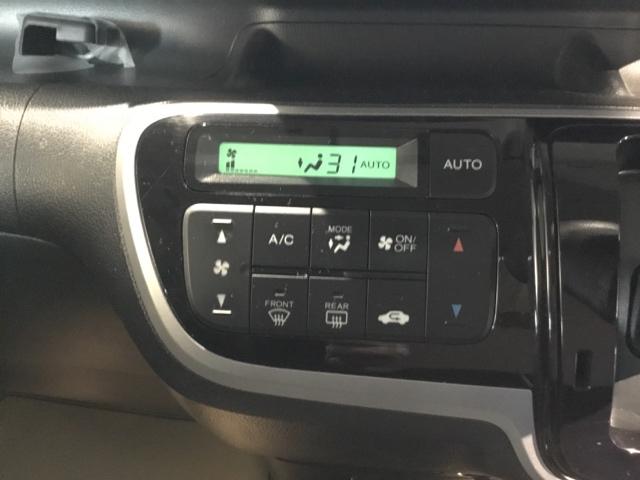 31 AUTO
AUTO
A/C
MODE
ON/
OFF
FRONT
REAR